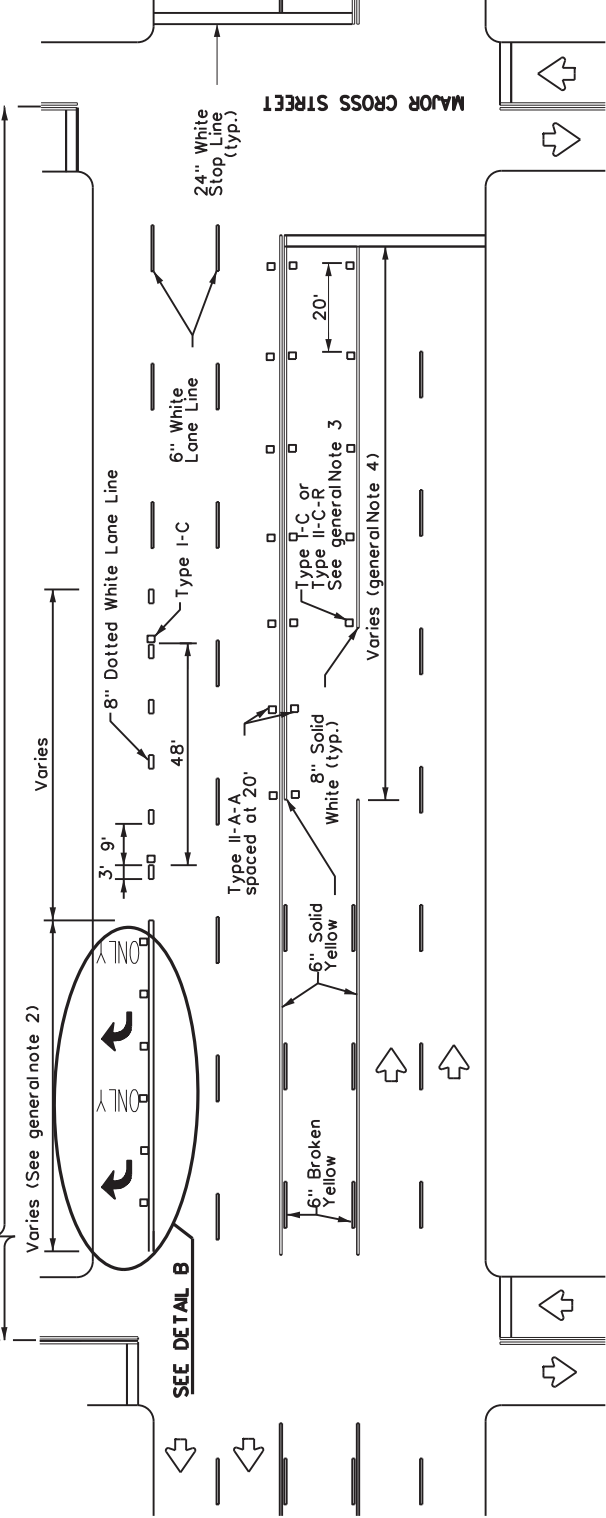 MAJOR CROSS STREET
24" White
Stop Line
(typ.)
6" White
Lane Line
20'
8" Dotted White Lane Line
Type I-C
Type I-C or
Type II-C-R
See general Note 3
Varies (general Note 4)
Varies
48'
9'
3'
Type II-A-A
spaced at 20'
8" Solid
White (typ.)
6" Solid
Yellow
Varies (See general note 2)
ONLY
ONLY
6" Broken
Yellow
SEE DETAIL B